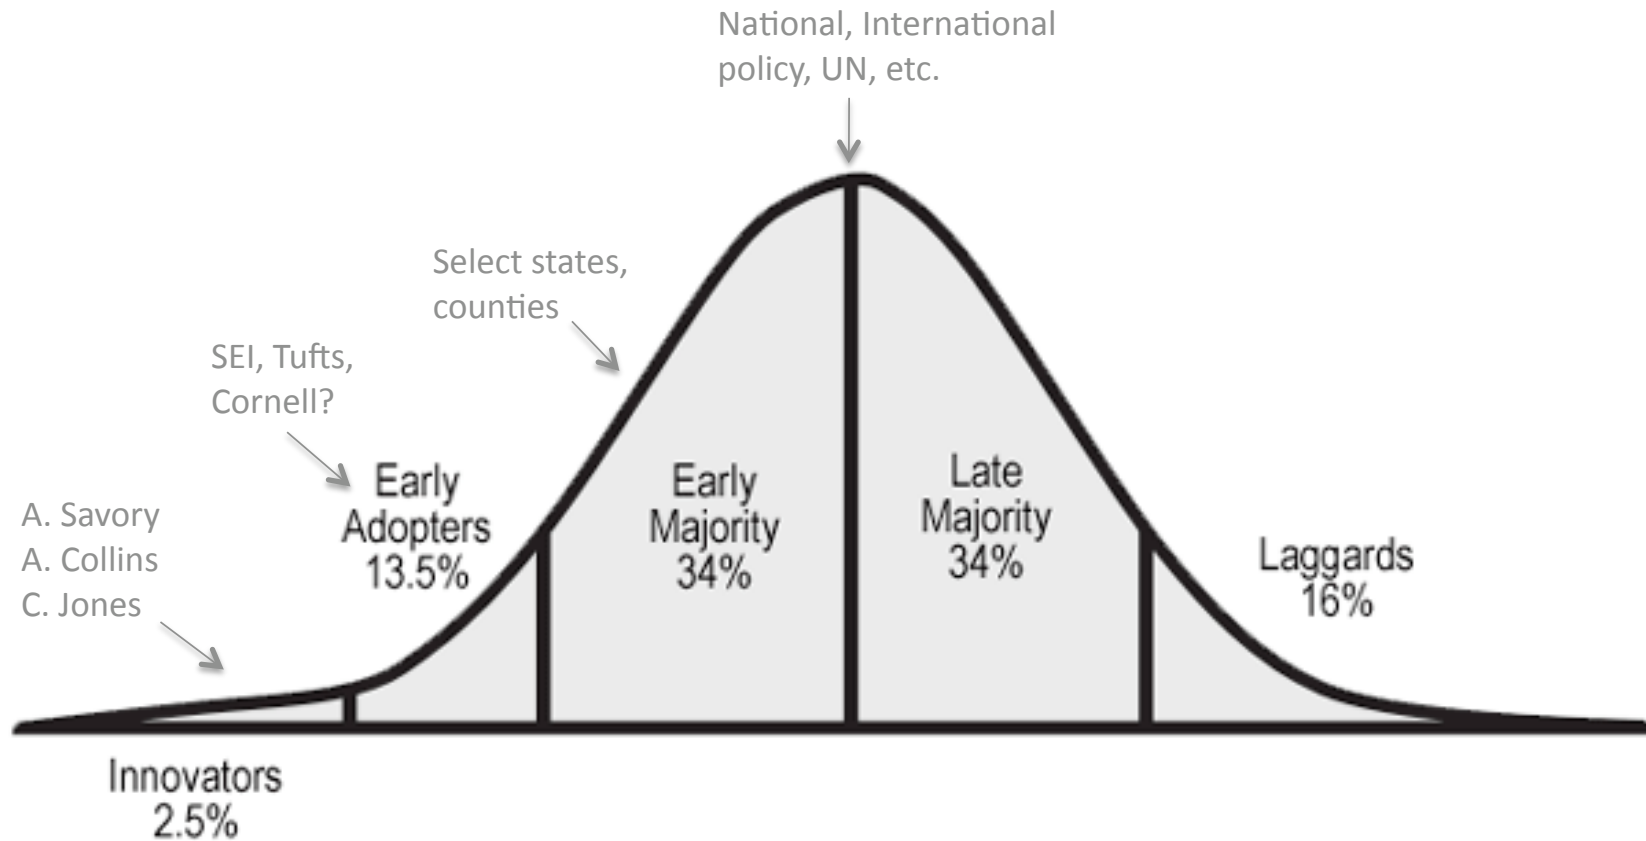 National, International
policy, UN, etc.
Select states,
counties
SEI, Tufts,
Cornell?
A. Savory
A. Collins
C. Jones
Early
Adopters
13.5%
Early
Majority
34%
Late
Majority
34%
Laggards
16%
Innovators
2.5%